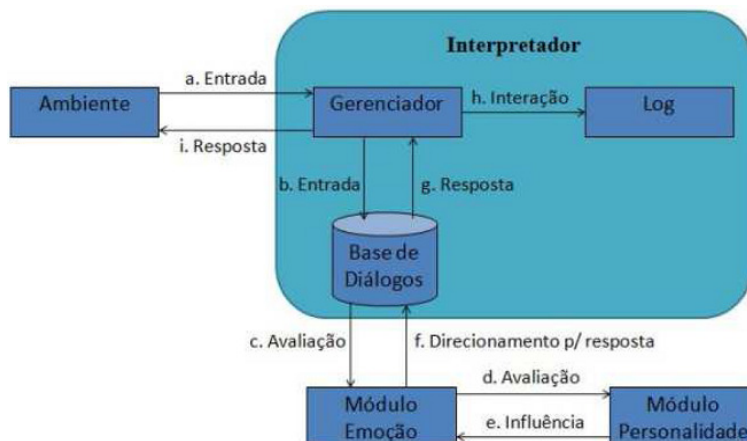 Interpretador
a. Entrada
Ambiente
Gerenciador
h. Interação
Log
i. Resposta
b. Entrada
g. Resposta
Base de
Diálogos
c. Avaliação
f. Direcionamento p/ resposta
d. Avaliação
Módulo
Emoção
e. Influência
Módulo
Personalidade